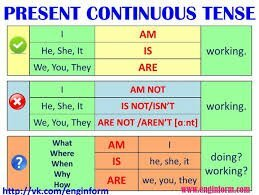 PRESENT CONTINUOUS TENSE
I AM
He, She, It IS working.
We, You, They ARE
I AM NOT
He, She, It IS NOT/ISN'T working.
We, You, They ARE NOT /AREN'T [ɑ:nt]
What AM I
Where
When IS he, she, it doing?
Why working?
How ARE we, you, they
http://vk.com/enginform www.enginform.com